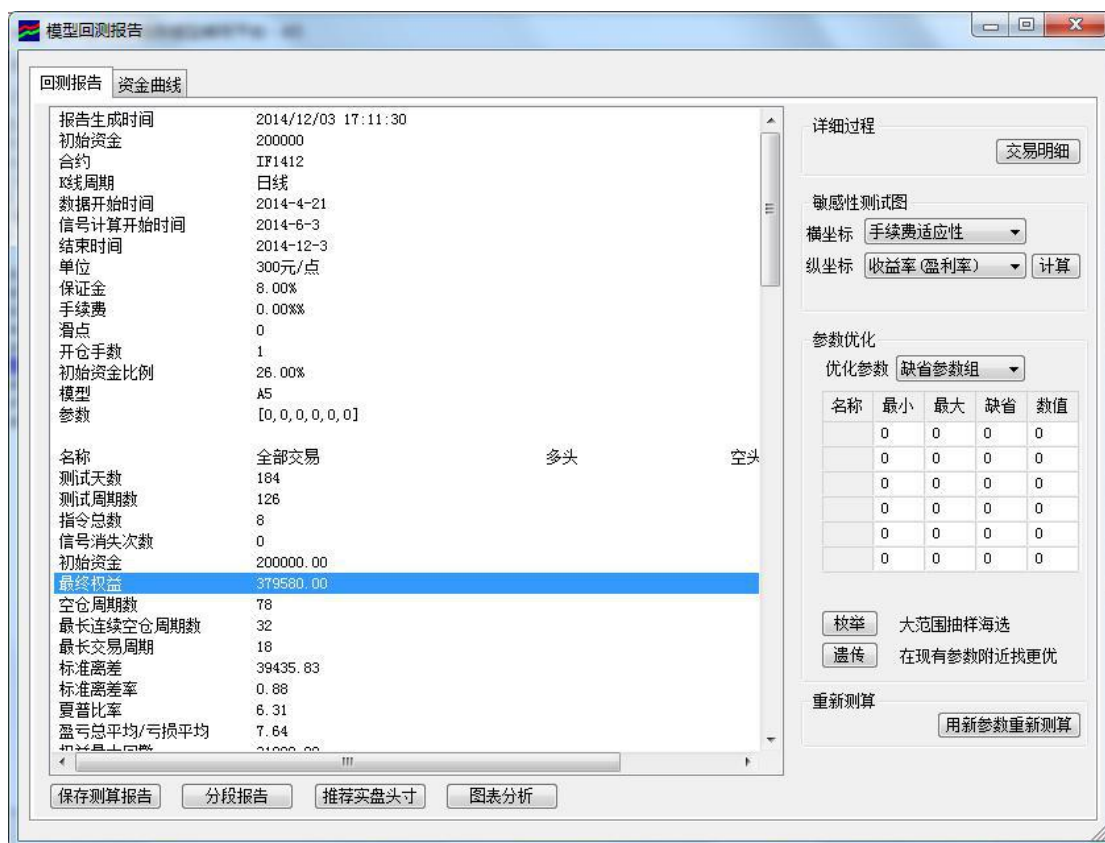 模型回测报告
回测报告 资金曲线
报告生成时间 2014/12/03 17:11:30
初始资金 200000
合约 IF1412
K线周期 日线
数据开始时间 2014-4-21
信号计算开始时间 2014-6-3
结束时间 2014-12-3
单位 300元/点
保证金 8.00%
手续费 0.00%%
滑点 0
开仓手数 1
初始资金比例 26.00%
模型 A5
参数 [0,0,0,0,0,0]
名称 全部交易 多头 空头
测试天数 184
测试周期数 126
指令总数 8
信号消失次数 0
初始资金 200000.00
最终权益 379580.00
空仓周期数 78
最长连续空仓周期数 32
最长交易周期 18
标准离差 39435.83
标准离差率 0.88
夏普比率 6.31
盈亏总平均/亏损平均 7.64
保存测算报告 分段报告 推荐实盘头寸 图表分析
详细过程
交易明细
敏感性测试图
横坐标 手续费适应性
纵坐标 收益率(盈利率) 计算
参数优化
优化参数 缺省参数组
名称 最小 最大 缺省 数值
0 0 0 0
0 0 0 0
0 0 0 0
0 0 0 0
0 0 0 0
0 0 0 0
枚举 大范围抽样海选
遗传 在现有参数附近找更优
重新测算
用新参数重新测算